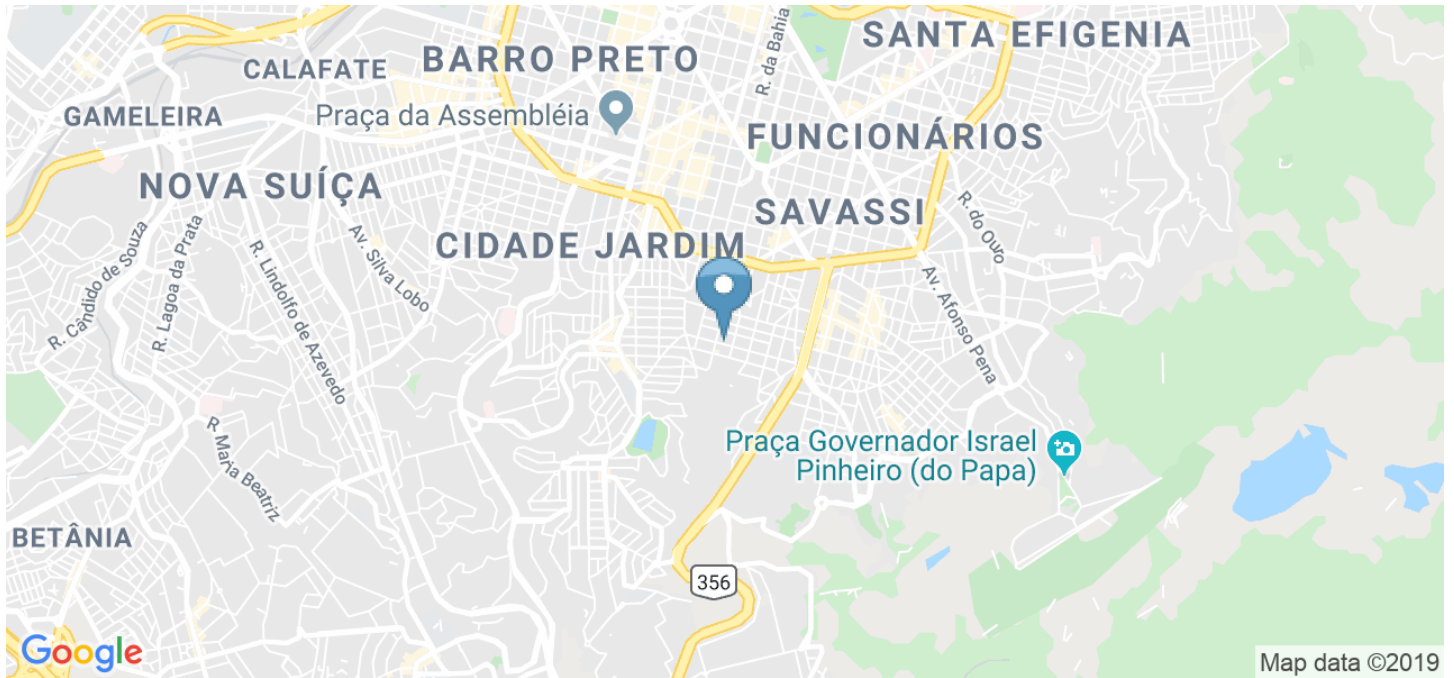 SANTA EFIGENIA
R. da Bahia
BARRO PRETO
CALAFATE
GAMELEIRA
Praça da Assembléia
FUNCIONÁRIOS
NOVA SUÍÇA
SAVASSI
R. do Ouro
CIDADE JARDIM
R. Cândido de Souza
R. Lagoa da Prata
R. Lindolfo de Azevedo
Av. Silva Lobo
Av. Afonso Pena
R. Maria Beatriz
Praça Governador Israel
Pinheiro (do Papa)
BETÂNIA
356
Google
Map data ©2019